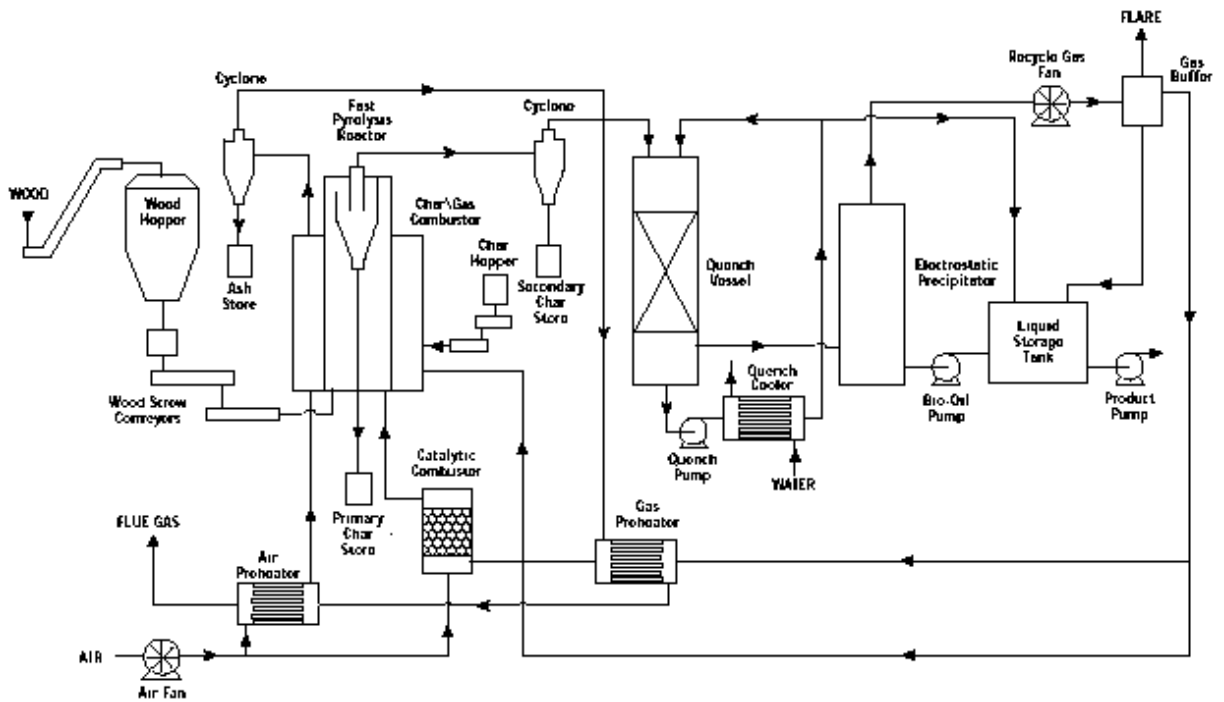 FLARE
Recycle Gas
Fan
Gas
Buffer
Cyclone
Fast
Pyrolysis
Reactor
Cyclone
WOOD
Wood
Hopper
Char\Gas
Combustor
Char
Hopper
Ash
Store
Secondary
Char
Store
Quench
Vessel
Electrostatic
Precipitator
Liquid
Storage
Tank
Wood Screw
Conveyors
Quench
Cooler
Bio-Oil
Pump
Product
Pump
Catalytic
Combustor
Quench
Pump
WATER
Primary
Char
Store
Gas
Preheater
FLUE GAS
Air
Preheater
AIR
Air Fan